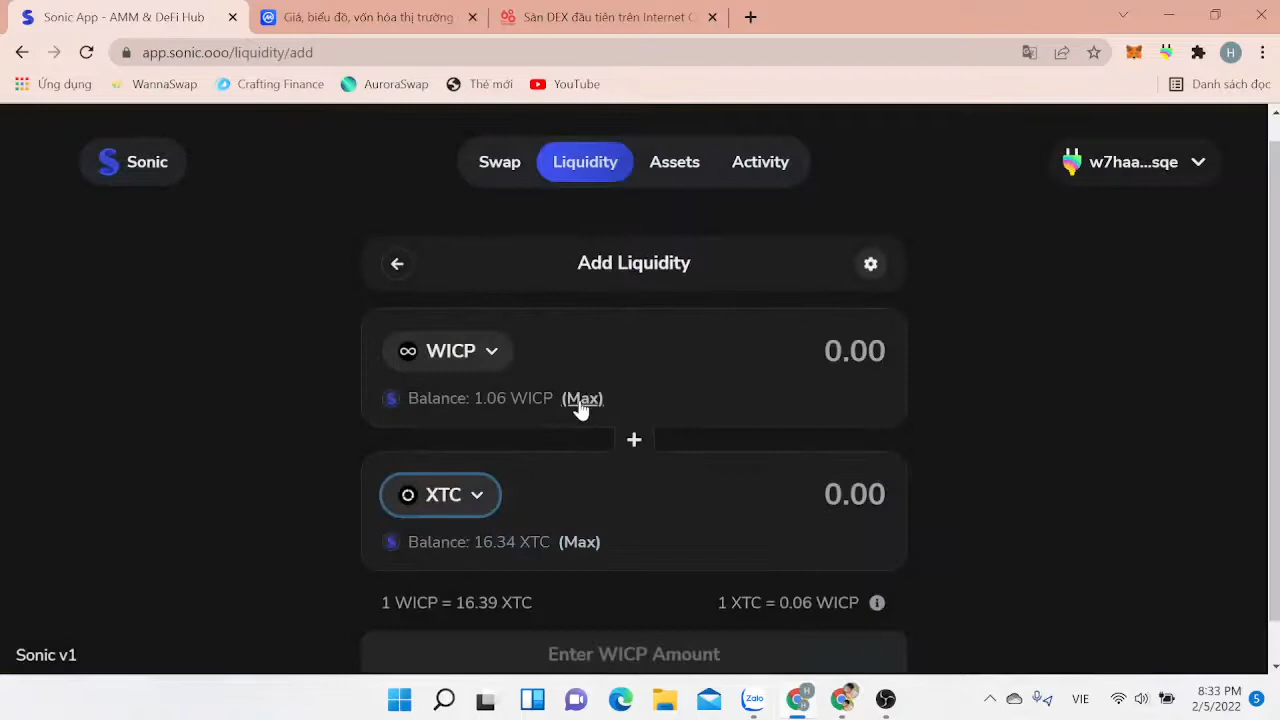 Sonic App - AMM & DeFi Hub
Giá, biểu đồ, vốn hóa thị trường
Sàn DEX đầu tiên trên Internet C
app.sonic.ooo/liquidity/add
H
Ứng dụng
WannaSwap
Crafting Finance
AuroraSwap
Thẻ mới
YouTube
Danh sách đọc
Sonic
Swap
Liquidity
Assets
Activity
w7haa...sqe
Add Liquidity
WICP
0.00
Balance: 1.06 WICP (Max)
+
XTC
0.00
Balance: 16.34 XTC (Max)
1 WICP = 16.39 XTC
1 XTC = 0.06 WICP
Enter WICP Amount
Sonic v1
Zalo
VIE
8:33 PM
2/5/2022
5